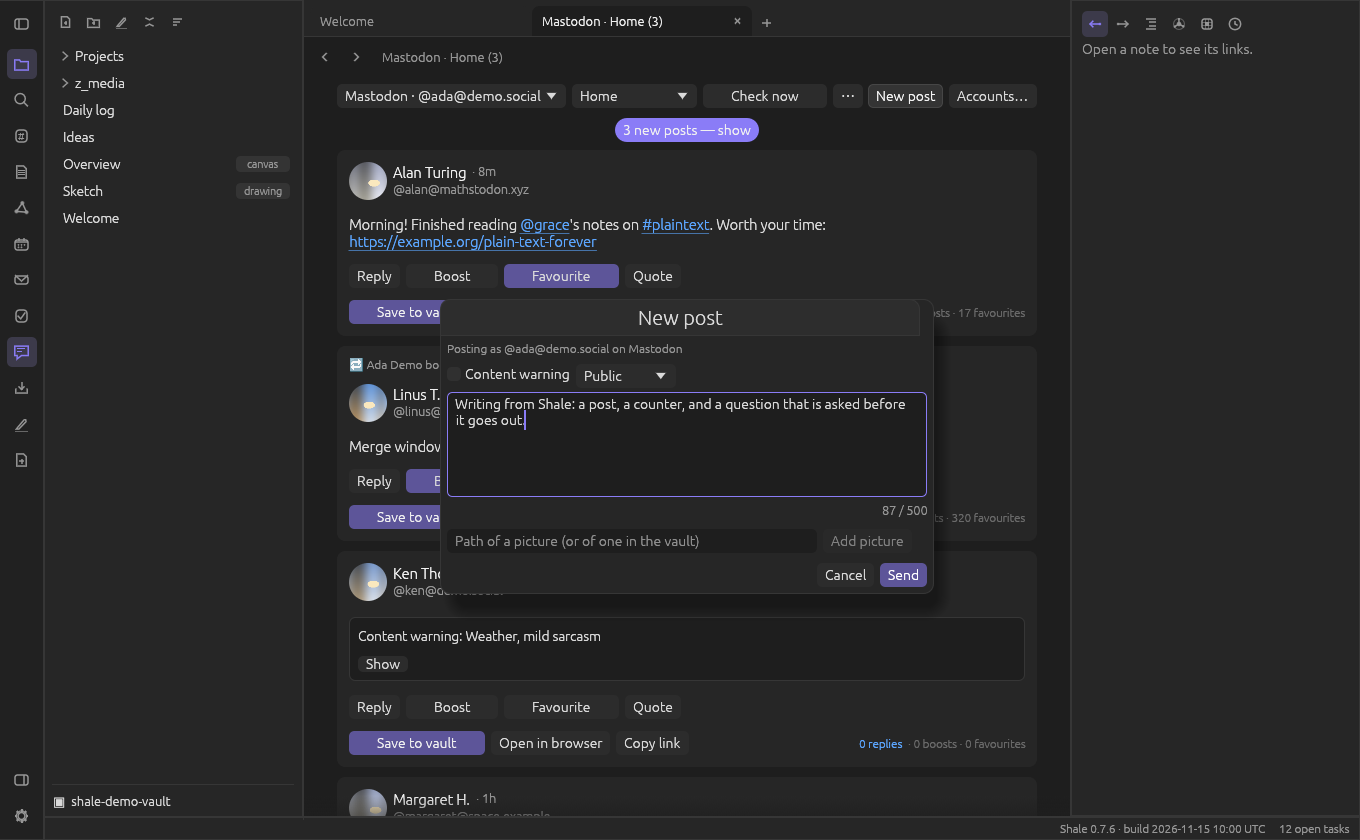 Welcome
Mastodon · Home (3)
Projects
z_media
Daily log
Ideas
Overview canvas
Sketch drawing
Welcome
shale-demo-vault
Mastodon · Home (3)
Mastodon · @ada@demo.social Home Check now ··· New post Accounts…
3 new posts — show
Alan Turing · 8m
@alan@mathstodon.xyz
Morning! Finished reading @grace's notes on #plaintext. Worth your time:
https://example.org/plain-text-forever
Reply Boost Favourite Quote
Save to · 17 favourites
Ada Demo
Linus T.
@linus@
Merge
Reply
Save to · 320 favourites
New post
Posting as @ada@demo.social on Mastodon
Content warning Public
Writing from Shale: a post, a counter, and a question that is asked before
it goes out.
87 / 500
Path of a picture (or of one in the vault) Add picture
Cancel Send
Ken
Content warning: Weather, mild sarcasm
Show
Reply Boost Favourite Quote
Save to vault Open in browser Copy link 0 replies · 0 boosts · 0 favourites
Margaret H. · 1h
Open a note to see its links.
Shale 0.7.6 · build 2026-11-15 10:00 UTC 12 open tasks